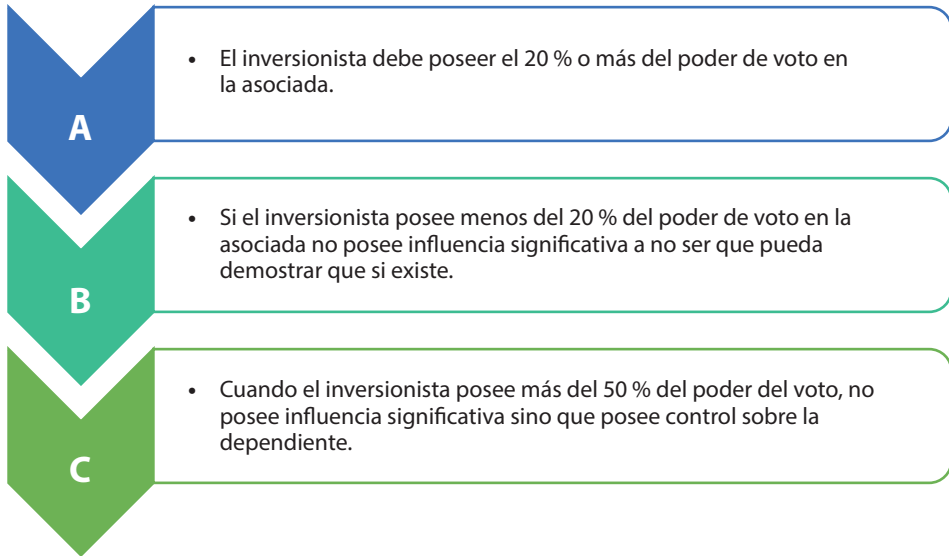 • El inversionista debe poseer el 20 % o más del poder de voto en
la asociada.
A
• Si el inversionista posee menos del 20 % del poder de voto en la
asociada no posee influencia significativa a no ser que pueda
demostrar que si existe.
B
• Cuando el inversionista posee más del 50 % del poder del voto, no
posee influencia significativa sino que posee control sobre la
dependiente.
C